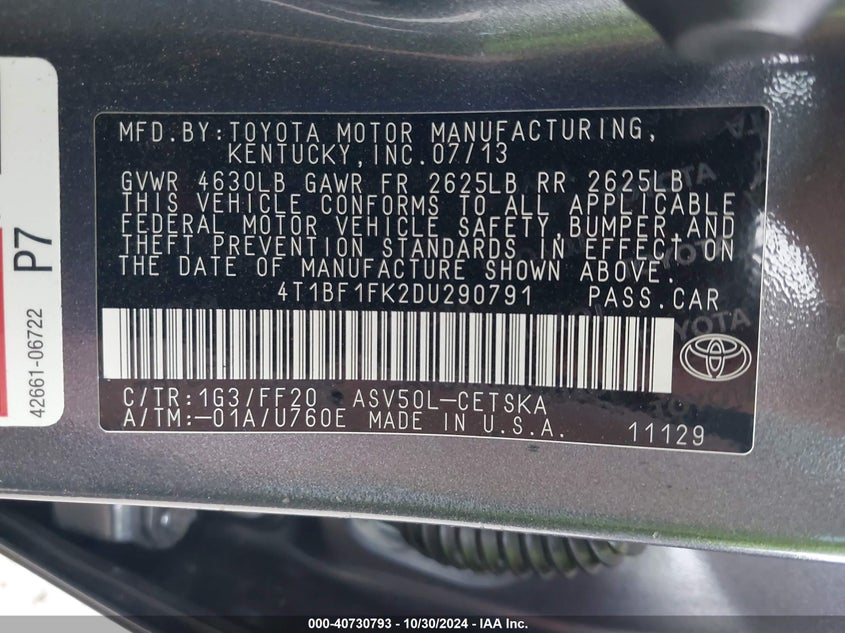 MFD.BY:TOYOTA MOTOR MANUFACTURING,
KENTUCKY,INC.07/13
GVWR 4630LB GAWR FR 2625LB RR 2625LB
THIS VEHICLE CONFORMS TO ALL APPLICABLE
FEDERAL MOTOR VEHICLE SAFETY,BUMPER,AND
THEFT PREVENTION STANDARDS IN EFFECT ON
THE DATE OF MANUFACTURE SHOWN ABOVE.
4T1BF1FK2DU290791 PASS.CAR
C/TR:1G3/FF20 ASV50L-CETSKA
A/TM:-01A/U760E MADE IN U.S.A. 11129
P7
42661-06722
000-40730793 - 10/30/2024 - IAA Inc.